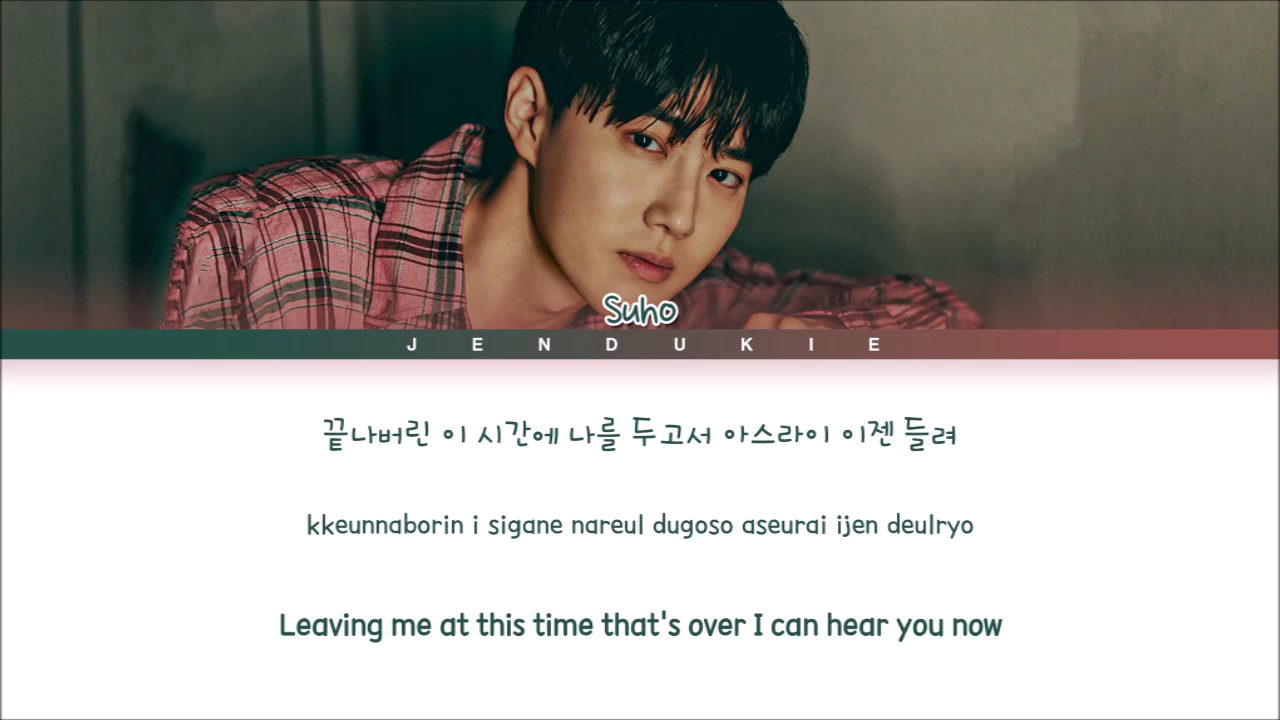 Suho
JENDUKIE
끝나버린 이 시간에 나를 두고서 아스라이 이젠 들려
kkeunnaborin i sigane nareul dugoso aseurai ijen deulryo
Leaving me at this time that's over I can hear you now